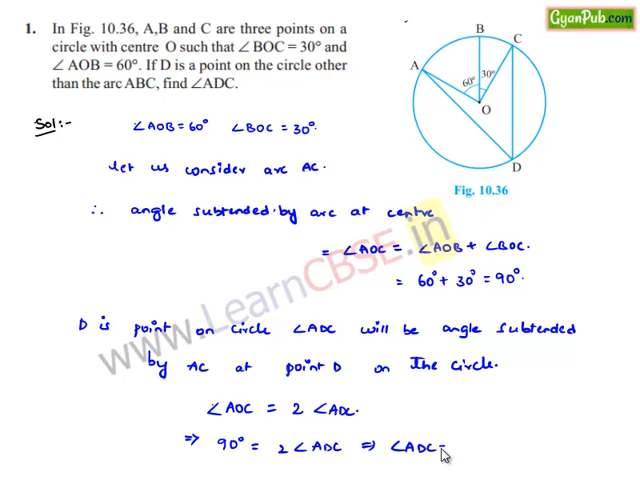 GyanPub.com
1. In Fig. 10.36, A,B and C are three points on a
circle with centre O such that ∠ BOC = 30° and
∠ AOB = 60°. If D is a point on the circle other
than the arc ABC, find ∠ADC.
B
C
A
60°
30°
O
D
Fig. 10.36
Sol:-
∠AOB = 60° ∠BOC = 30°.
Let us consider arc AC.
∴ angle subtended by arc at centre
= ∠AOC = ∠AOB + ∠BOC.
= 60° + 30° = 90°.
D is point on circle ∠ADC will be angle subtended
by AC at point D on the circle.
∠AOC = 2 ∠ADC.
⇒ 90° = 2 ∠ADC ⇒ ∠ADC =
www.LearnCBSE.in